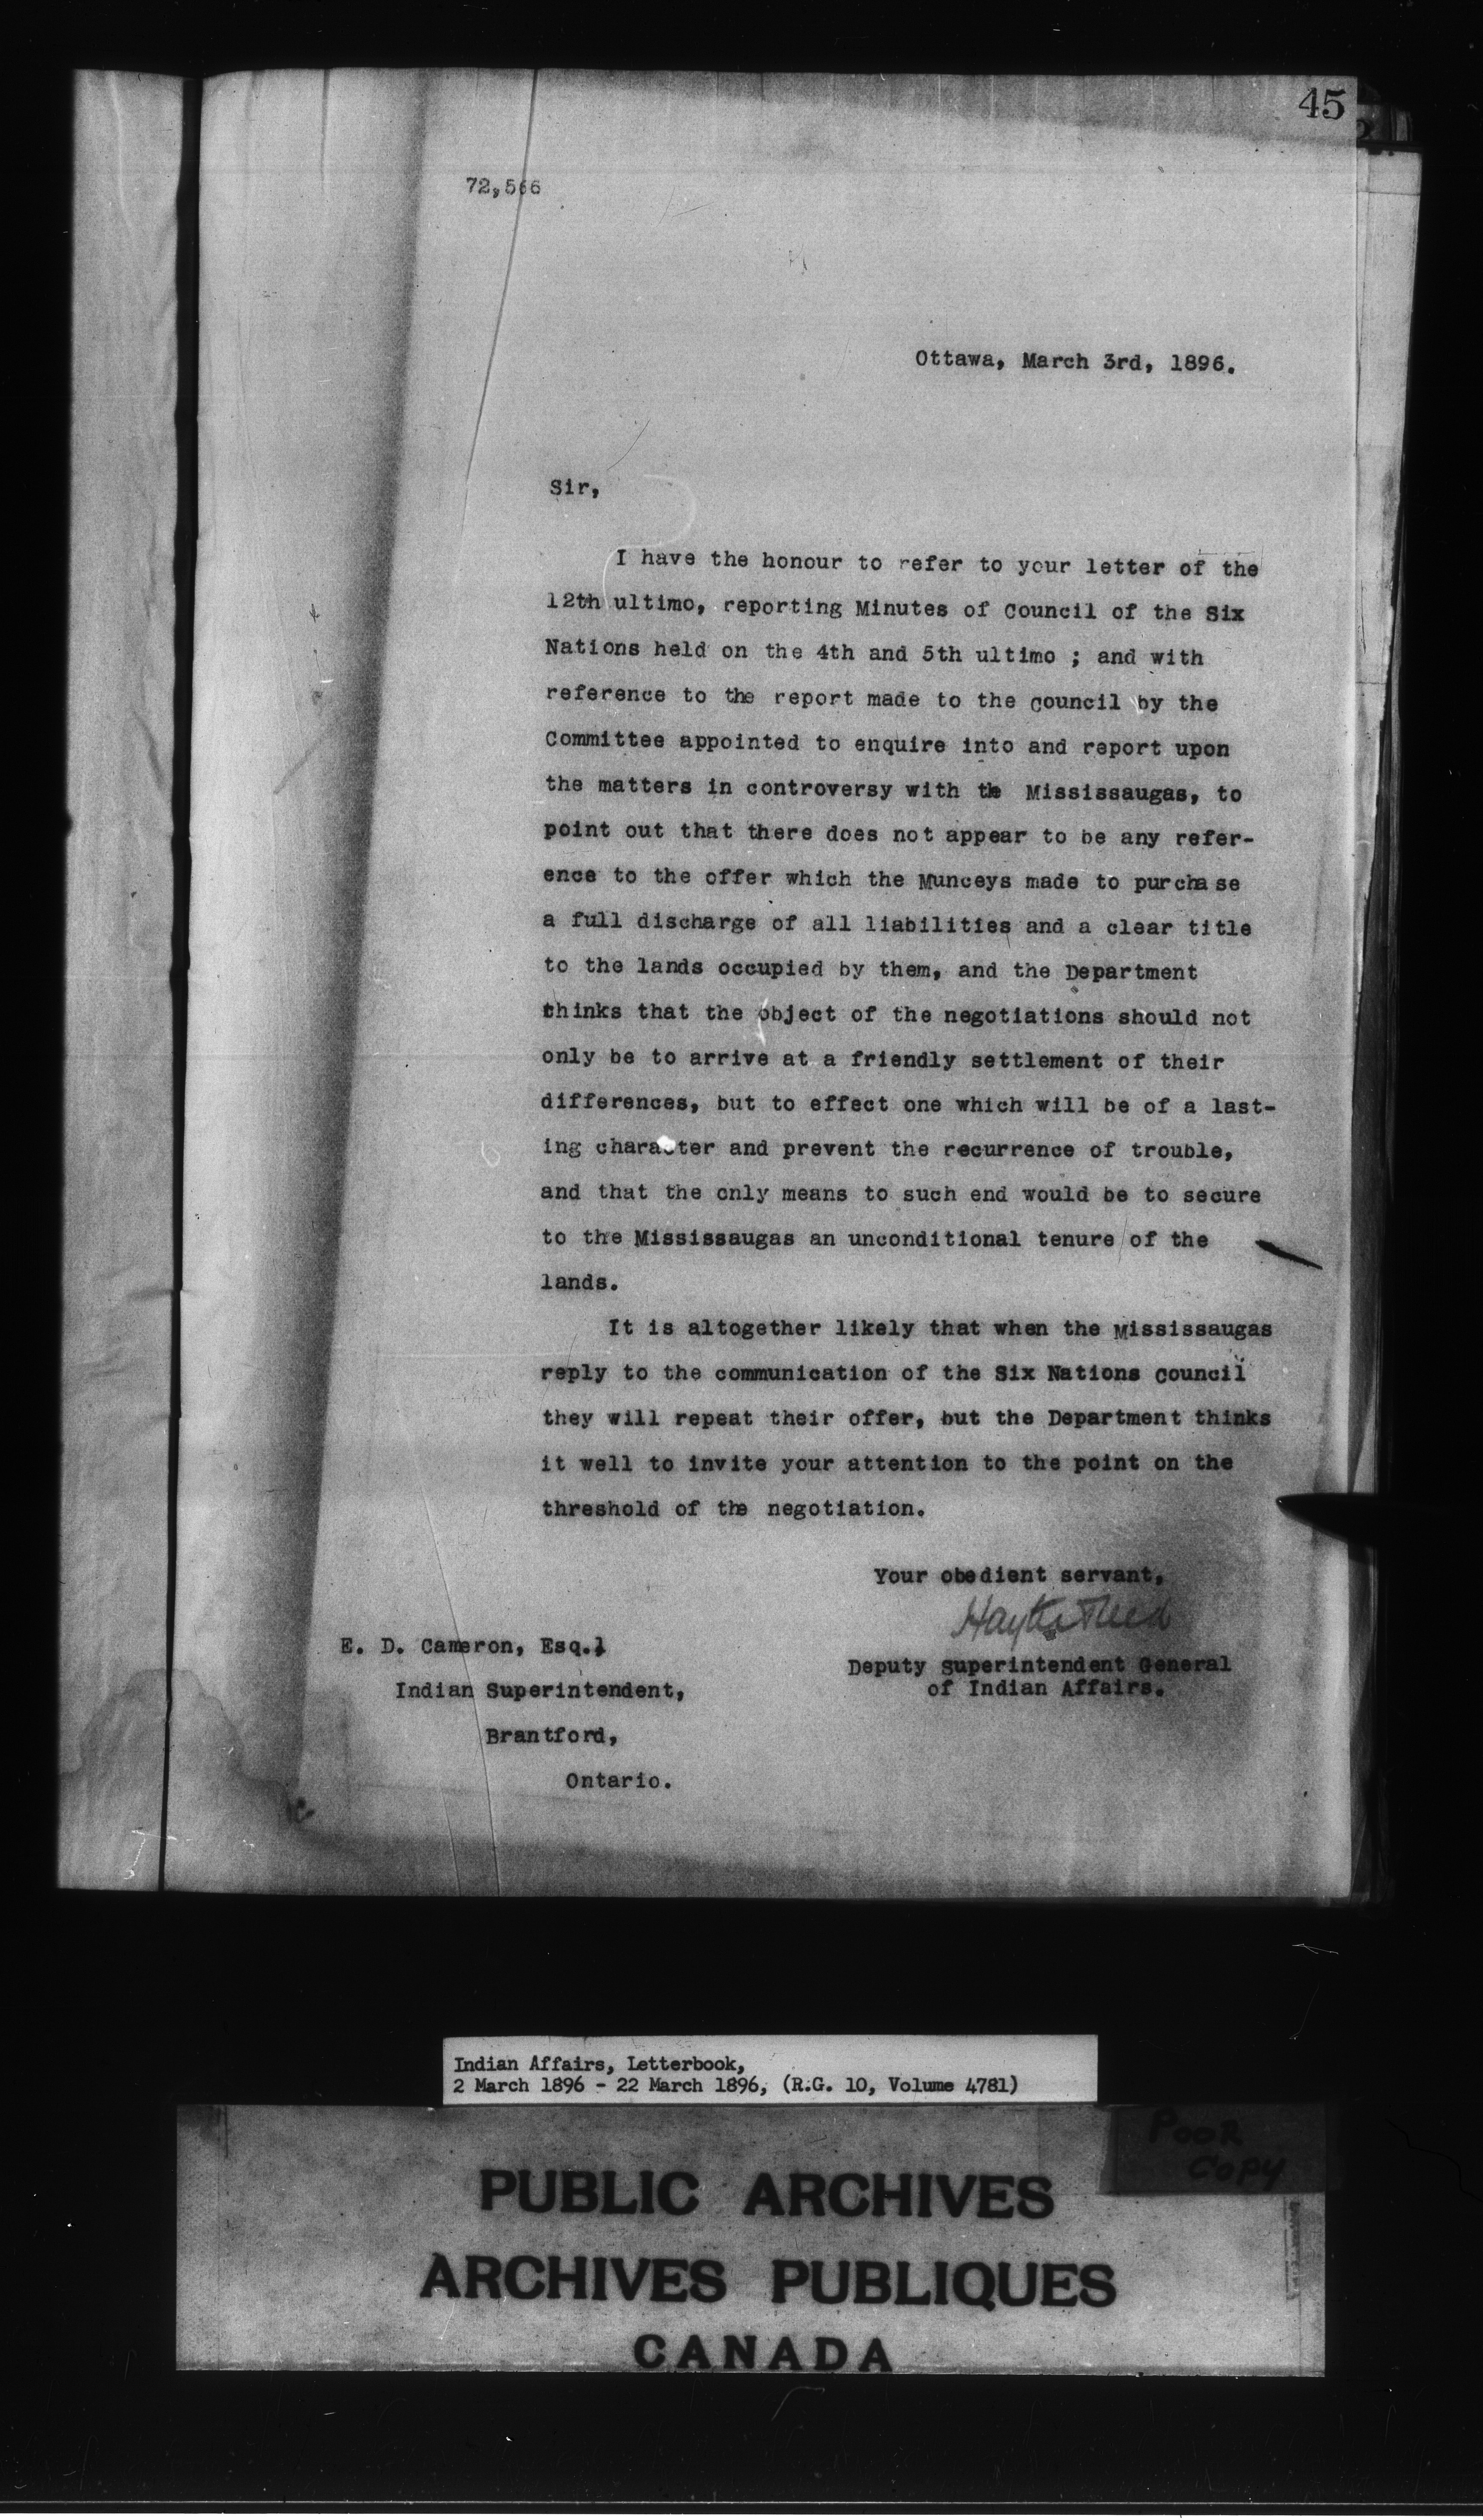 45
72,566
Ottawa, March 3rd, 1896.
Sir,
I have the honour to refer to your letter of the
12th ultimo, reporting Minutes of Council of the Six
Nations held on the 4th and 5th ultimo ; and with
reference to the report made to the Council by the
Committee appointed to enquire into and report upon
the matters in controversy with the Mississaugas, to
point out that there does not appear to be any refer-
ence to the offer which the Munceys made to purchase
a full discharge of all liabilities and a clear title
to the lands occupied by them, and the Department
thinks that the object of the negotiations should not
only be to arrive at a friendly settlement of their
differences, but to effect one which will be of a last-
ing character and prevent the recurrence of trouble,
and that the only means to such end would be to secure
to the Mississaugas an unconditional tenure of the
lands.
It is altogether likely that when the Mississaugas
reply to the communication of the Six Nations Council
they will repeat their offer, but the Department thinks
it well to invite your attention to the point on the
threshold of the negotiation.
Your obedient servant,
Hayter Reed
Deputy Superintendent General
of Indian Affairs.
E. D. Cameron, Esq.,
Indian Superintendent,
Brantford,
Ontario.
Indian Affairs, Letterbook,
2 March 1896 - 22 March 1896, (R.G. 10, Volume 4781)
POOR
COPY
PUBLIC ARCHIVES
ARCHIVES PUBLIQUES
CANADA